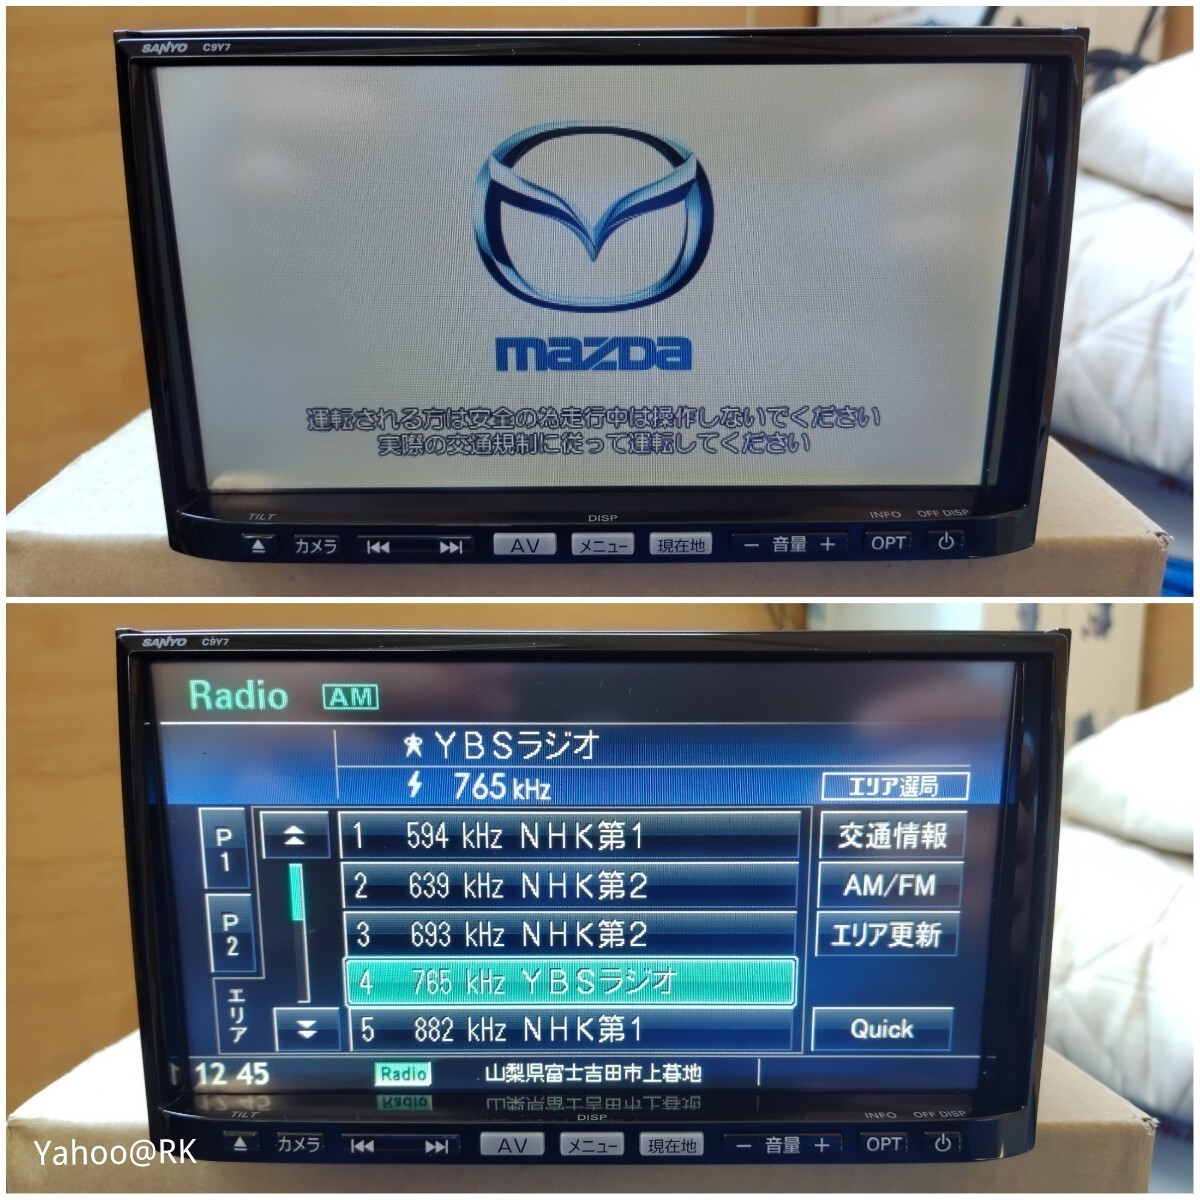 SANYO C9Y7
mazDa
運転される方は安全の為走行中は操作しないでください
実際の交通規制に従って運転してください
TILT DISP INFO OFF DISP
カメラ AV メニュー 現在地 − 音量 + OPT
SANYO C9Y7
Radio AM
YBSラジオ
765 kHz エリア選局
P1
1 594 kHz NHK第1
交通情報
2 639 kHz NHK第2
AM/FM
P2
3 693 kHz NHK第2
エリア更新
4 765 kHz YBSラジオ
エリア
5 882 kHz NHK第1
Quick
12 45 Radio 山梨県富士吉田市上暮地
TILT DISP INFO OFF DISP
カメラ AV メニュー 現在地 − 音量 + OPT
Yahoo@RK